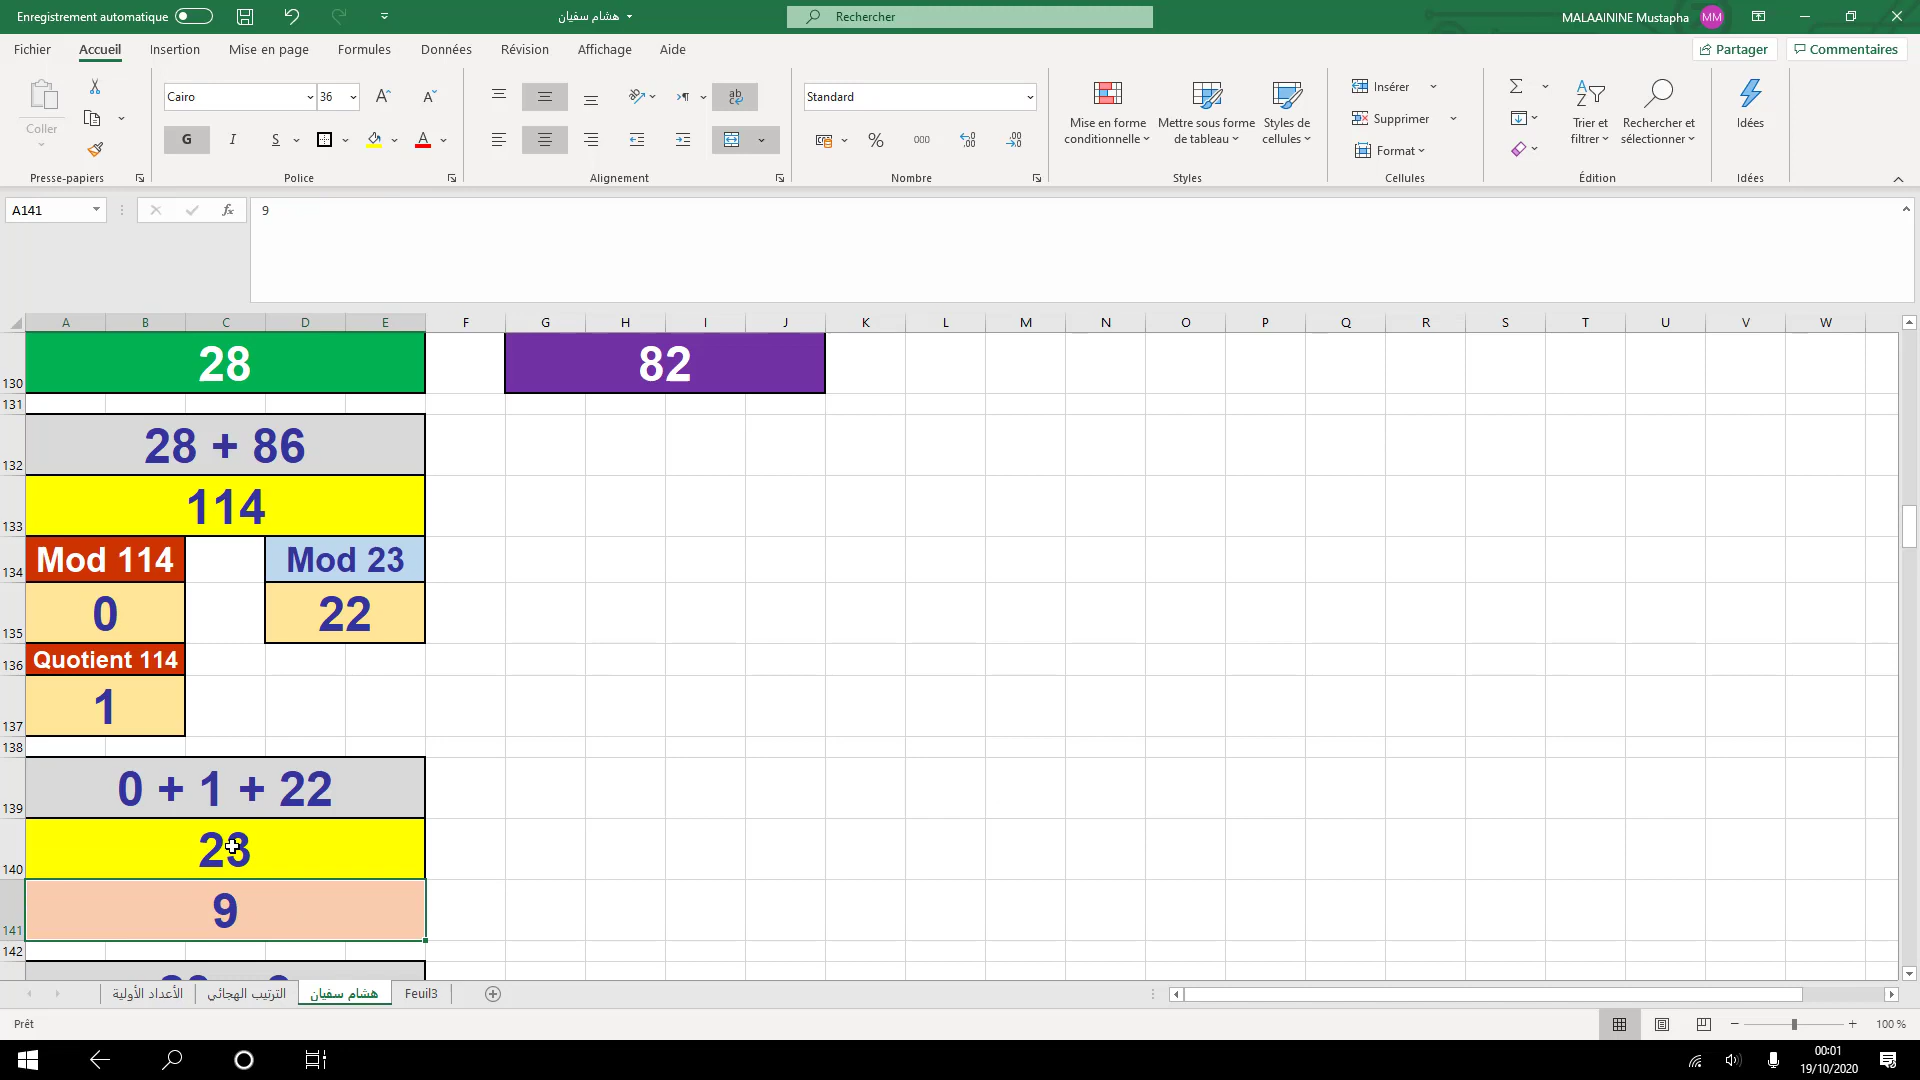 Enregistrement automatique
هشام سفيان
Rechercher
MALAAININE Mustapha
MM
Fichier
Accueil
Insertion
Mise en page
Formules
Données
Révision
Affichage
Aide
Partager
Commentaires
Coller
Presse-papiers
Cairo
36
G
I
S
Police
Alignement
Standard
%
000
Nombre
Mise en forme
conditionnelle
Mettre sous forme
de tableau
Styles de
cellules
Styles
Insérer
Supprimer
Format
Cellules
Trier et
filtrer
Rechercher et
sélectionner
Édition
Idées
Idées
A141
fx
9
A B C D E F G H I J K L M N O P Q R S T U V W
130 28 82
131
132 28 + 86
133 114
134 Mod 114 Mod 23
135 0 22
136 Quotient 114
137 1
138
139 0 + 1 + 22
140 23
141 9
142
الأعداد الأولية
الترتيب الهجائي
هشام سفيان
Feuil3
Prêt
100 %
00:01
19/10/2020